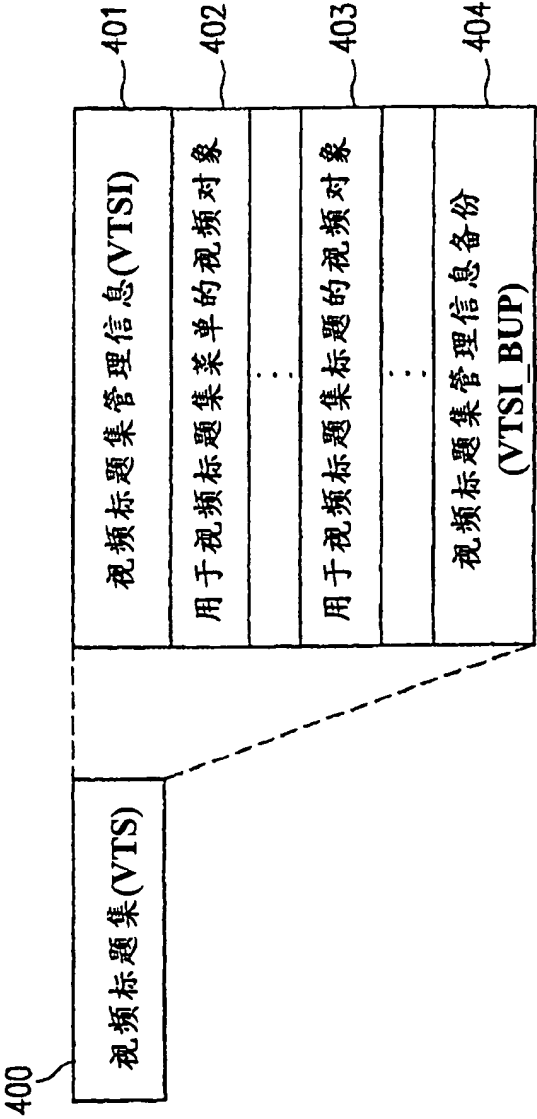 400
视频标题集(VTS)
视频标题集管理信息(VTSI)
401
用于视频标题集菜单的视频对象
402
...
用于视频标题集标题的视频对象
403
...
视频标题集管理信息备份
(VTSI_BUP)
404